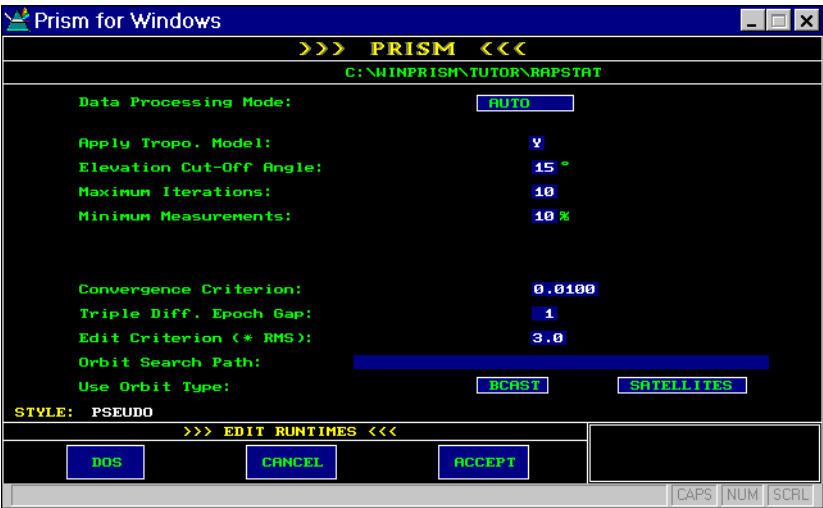 Prism for Windows
>>> PRISM <<<
C:\WINPRISM\TUTOR\RAPSTAT
Data Processing Mode: AUTO
Apply Tropo. Model: Y
Elevation Cut-Off Angle: 15 °
Maximum Iterations: 10
Minimum Measurements: 10 %
Convergence Criterion: 0.0100
Triple Diff. Epoch Gap: 1
Edit Criterion (* RMS): 3.0
Orbit Search Path:
Use Orbit Type: BCAST SATELLITES
STYLE: PSEUDO
>>> EDIT RUNTIMES <<<
DOS CANCEL ACCEPT
CAPS NUM SCRL